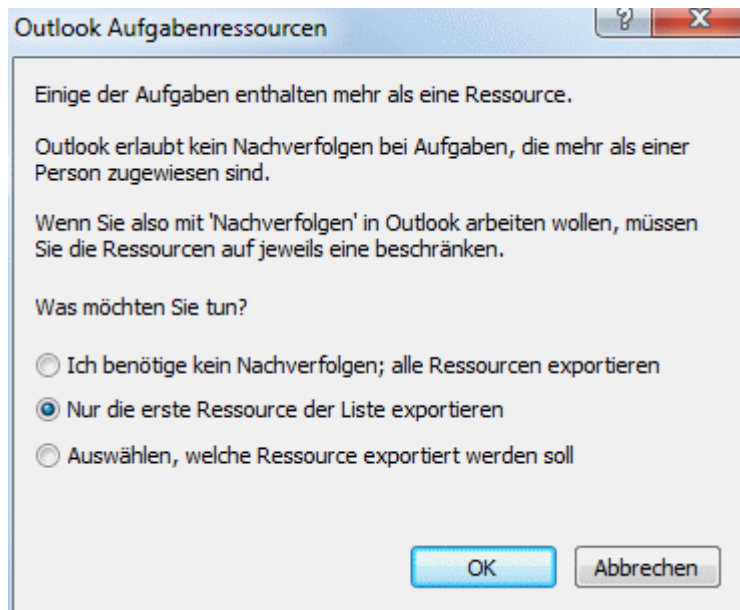 Outlook Aufgabenressourcen
Einige der Aufgaben enthalten mehr als eine Ressource.
Outlook erlaubt kein Nachverfolgen bei Aufgaben, die mehr als einer
Person zugewiesen sind.
Wenn Sie also mit 'Nachverfolgen' in Outlook arbeiten wollen, müssen
Sie die Ressourcen auf jeweils eine beschränken.
Was möchten Sie tun?
Ich benötige kein Nachverfolgen; alle Ressourcen exportieren
Nur die erste Ressource der Liste exportieren
Auswählen, welche Ressource exportiert werden soll
OK Abbrechen